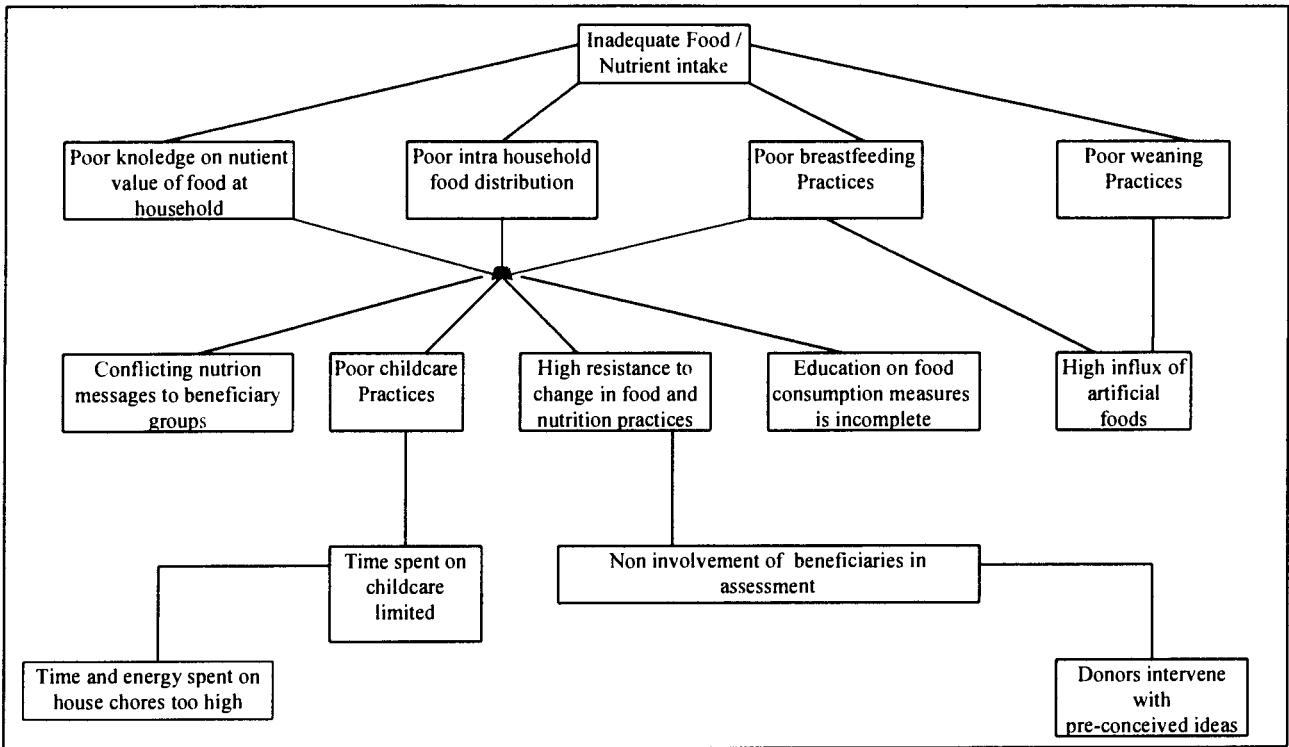 Inadequate Food /
Nutrient intake
Poor knoledge on nutient
value of food at
household
Poor intra household
food distribution
Poor breastfeeding
Practices
Poor weaning
Practices
Conflicting nutrion
messages to beneficiary
groups
Poor childcare
Practices
High resistance to
change in food and
nutrition practices
Education on food
consumption measures
is incomplete
High influx of
artificial
foods
Time spent on
childcare
limited
Non involvement of beneficiaries in
assessment
Time and energy spent on
house chores too high
Donors intervene
with
pre-conceived ideas